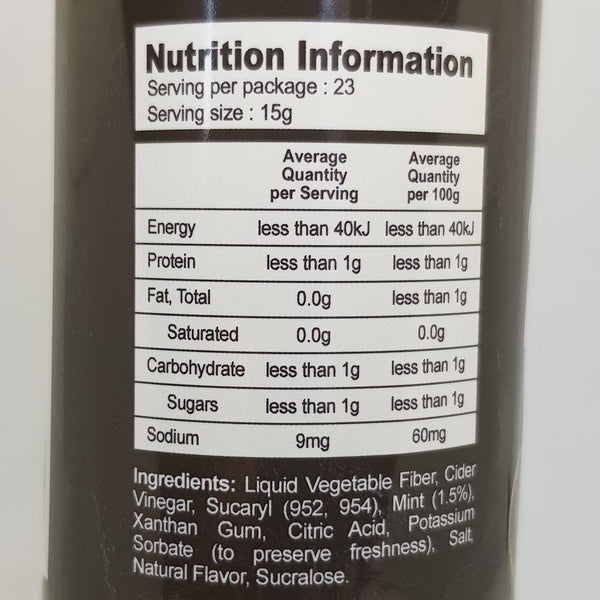 Nutrition Information
Serving per package : 23
Serving size : 15g
Average Quantity per Serving
Average Quantity per 100g
Energy less than 40kJ less than 40kJ
Protein less than 1g less than 1g
Fat, Total 0.0g less than 1g
Saturated 0.0g 0.0g
Carbohydrate less than 1g less than 1g
Sugars less than 1g less than 1g
Sodium 9mg 60mg
Ingredients: Liquid Vegetable Fiber, Cider
Vinegar, Sucaryl (952, 954), Mint (1.5%),
Xanthan Gum, Citric Acid, Potassium
Sorbate (to preserve freshness), Salt,
Natural Flavor, Sucralose.